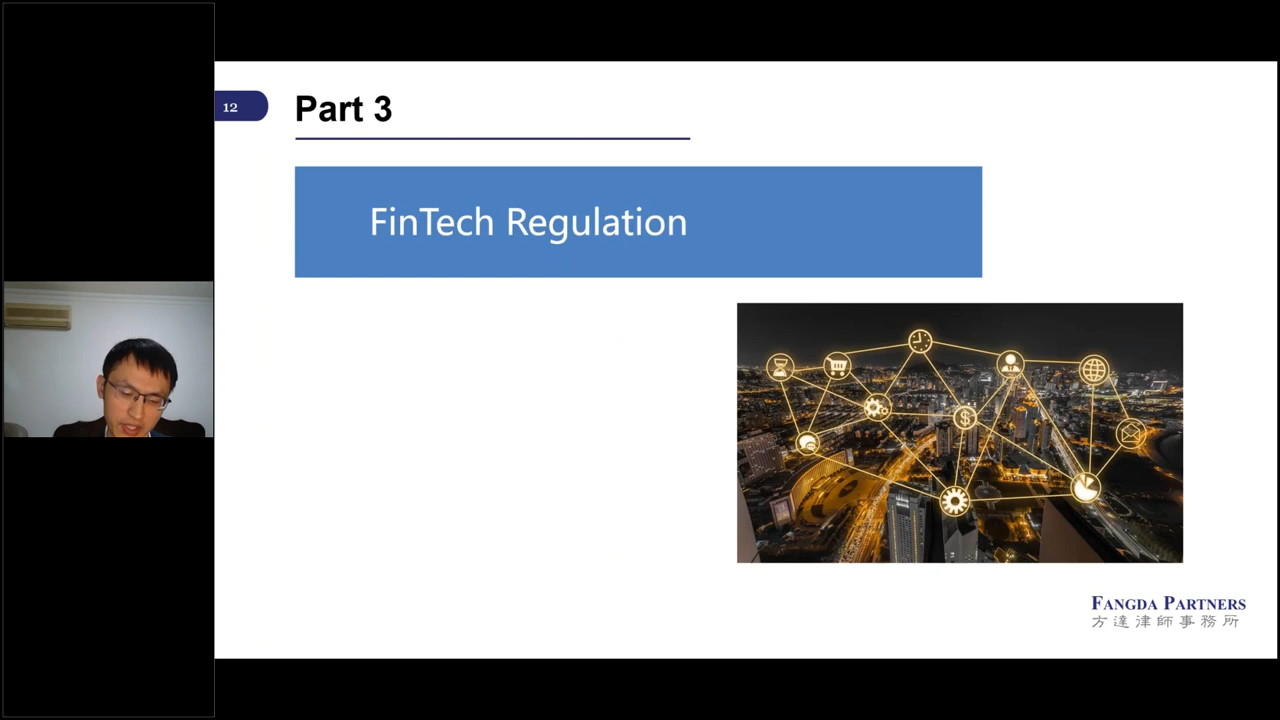 12
Part 3
FinTech Regulation
$
FANGDA PARTNERS
方達律師事務所